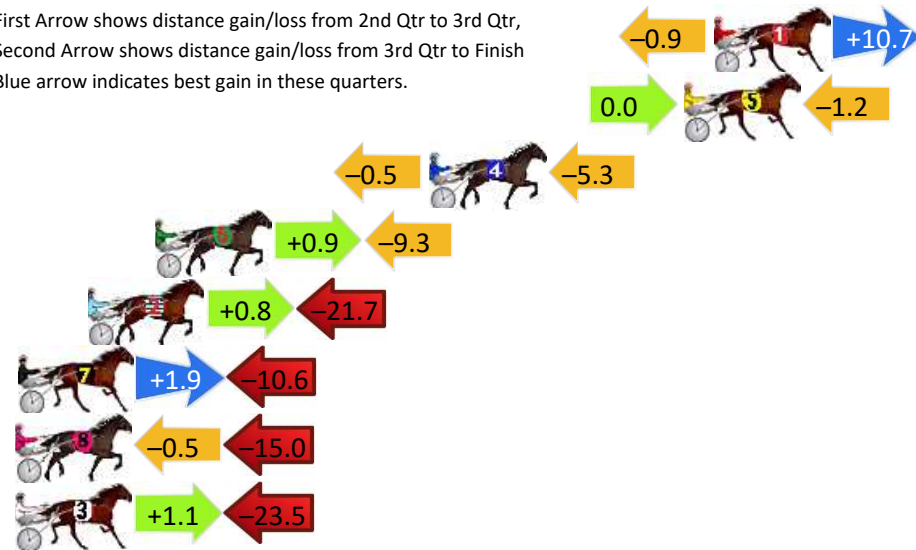 First Arrow shows distance gain/loss from 2nd Qtr to 3rd Qtr,
Second Arrow shows distance gain/loss from 3rd Qtr to Finish
Blue arrow indicates best gain in these quarters.
–0.9 1 +10.7
0.0 5 –1.2
–0.5 4 –5.3
6 +0.9 –9.3
2 +0.8 –21.7
7 +1.9 –10.6
8 –0.5 –15.0
3 +1.1 –23.5